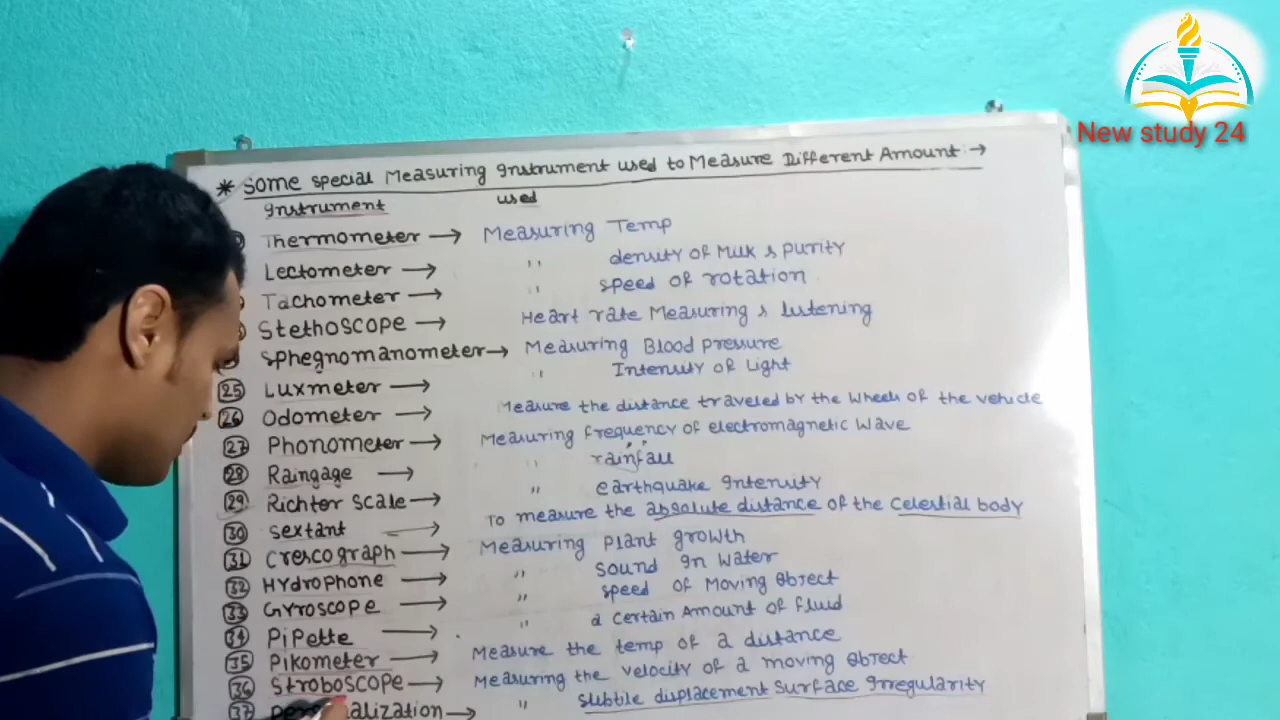 New study 24
* Some special Measuring Instrument used to Measure Different Amount :→
Instrument used
Thermometer → Measuring Temp
Lectometer → " density of Milk & Purity
Tachometer → " speed of rotation
Stethoscope → Heart rate Measuring & listening
Sphegnomanometer → Measuring Blood pressure
25 Luxmeter → " Intensity of Light
26 Odometer → Measure the distance traveled by the wheels of the vehicle
27 Phonometer → Measuring frequency of electromagnetic wave
28 Raingage → " rainfall
29 Richter scale → " earthquake Intensity
30 sextant → To measure the absolute distance of the celestial body
31 Crescograph → Measuring Plant growth
32 Hydrophone → " sound In water
33 Gyroscope → " speed of Moving object
34 Pipette → " a certain Amount of fluid
35 Pikometer → Measure the temp of a distance
36 Stroboscope → Measuring the velocity of a moving object
37 alization → " subtile displacement surface Irregularity